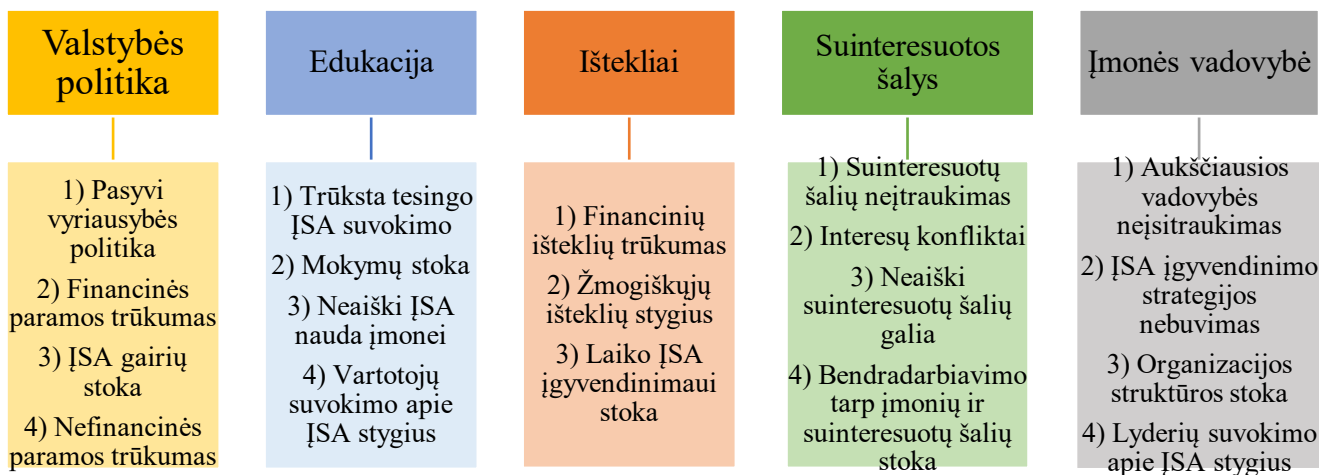 Valstybės
politika
Edukacija
Ištekliai
Suinteresuotos
šalys
Įmonės vadovybė
1) Pasyvi
vyriausybės
politika
2) Financinės
paramos trūkumas
3) ĮSA gairių
stoka
4) Nefinancinės
paramos trūkumas
1) Trūksta tesingo
ĮSA suvokimo
2) Mokymų stoka
3) Neaiški ĮSA
nauda įmonei
4) Vartotojų
suvokimo apie
ĮSA stygius
1) Financinių
išteklių trūkumas
2) Žmogiškųjų
išteklių stygius
3) Laiko ĮSA
įgyvendinimaui
stoka
1) Suinteresuotų
šalių neįtraukimas
2) Interesų konfliktai
3) Neaiški
suinteresuotų šalių
galia
4) Bendradarbiavimo
tarp įmonių ir
suinteresuotų šalių
stoka
1) Aukščiausios
vadovybės
neįsitraukimas
2) ĮSA įgyvendinimo
strategijos
nebuvimas
3) Organizacijos
struktūros stoka
4) Lyderių suvokimo
apie ĮSA stygius